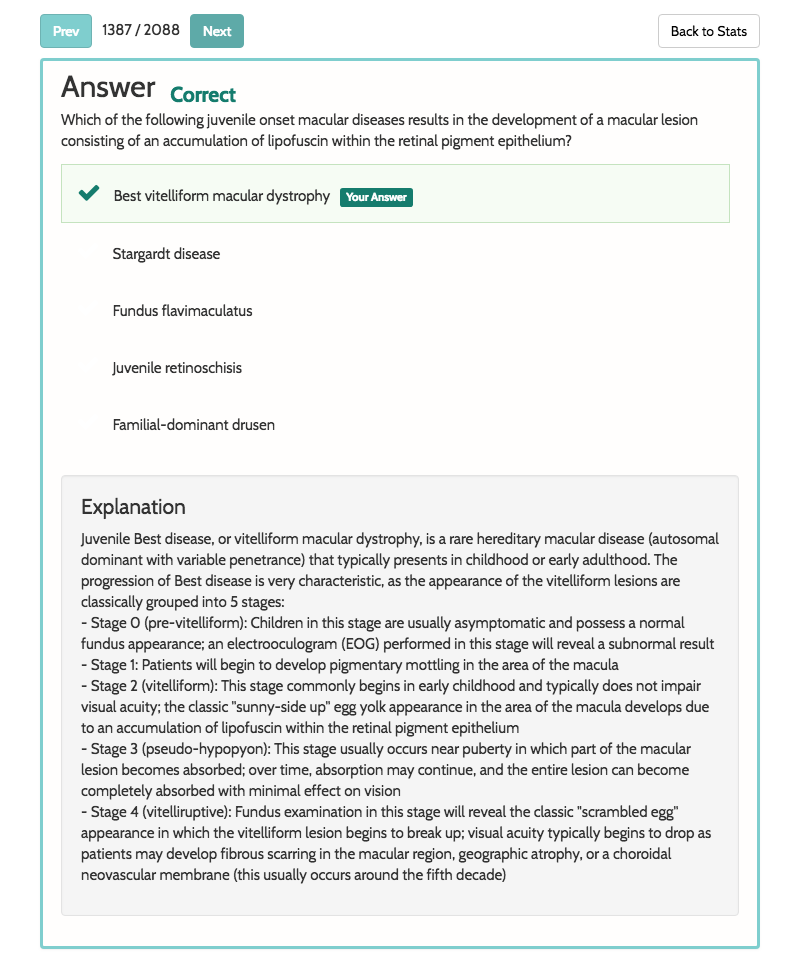 Prev 1387 / 2088 Next Back to Stats
Answer Correct
Which of the following juvenile onset macular diseases results in the development of a macular lesion
consisting of an accumulation of lipofuscin within the retinal pigment epithelium?
Best vitelliform macular dystrophy Your Answer
Stargardt disease
Fundus flavimaculatus
Juvenile retinoschisis
Familial-dominant drusen
Explanation
Juvenile Best disease, or vitelliform macular dystrophy, is a rare hereditary macular disease (autosomal
dominant with variable penetrance) that typically presents in childhood or early adulthood. The
progression of Best disease is very characteristic, as the appearance of the vitelliform lesions are
classically grouped into 5 stages:
- Stage 0 (pre-vitelliform): Children in this stage are usually asymptomatic and possess a normal
fundus appearance; an electrooculogram (EOG) performed in this stage will reveal a subnormal result
- Stage 1: Patients will begin to develop pigmentary mottling in the area of the macula
- Stage 2 (vitelliform): This stage commonly begins in early childhood and typically does not impair
visual acuity; the classic "sunny-side up" egg yolk appearance in the area of the macula develops due
to an accumulation of lipofuscin within the retinal pigment epithelium
- Stage 3 (pseudo-hypopyon): This stage usually occurs near puberty in which part of the macular
lesion becomes absorbed; over time, absorption may continue, and the entire lesion can become
completely absorbed with minimal effect on vision
- Stage 4 (vitelliruptive): Fundus examination in this stage will reveal the classic "scrambled egg"
appearance in which the vitelliform lesion begins to break up; visual acuity typically begins to drop as
patients may develop fibrous scarring in the macular region, geographic atrophy, or a choroidal
neovascular membrane (this usually occurs around the fifth decade)